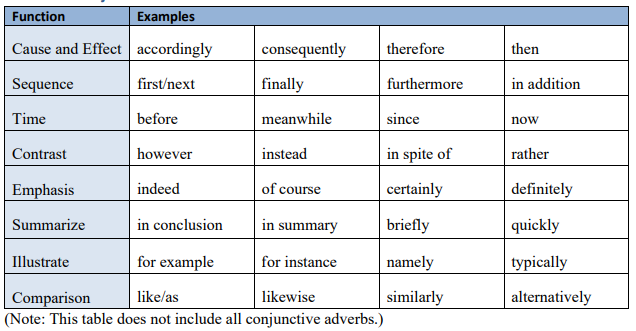 Function Examples
Cause and Effect accordingly consequently therefore then
Sequence first/next finally furthermore in addition
Time before meanwhile since now
Contrast however instead in spite of rather
Emphasis indeed of course certainly definitely
Summarize in conclusion in summary briefly quickly
Illustrate for example for instance namely typically
Comparison like/as likewise similarly alternatively
(Note: This table does not include all conjunctive adverbs.)